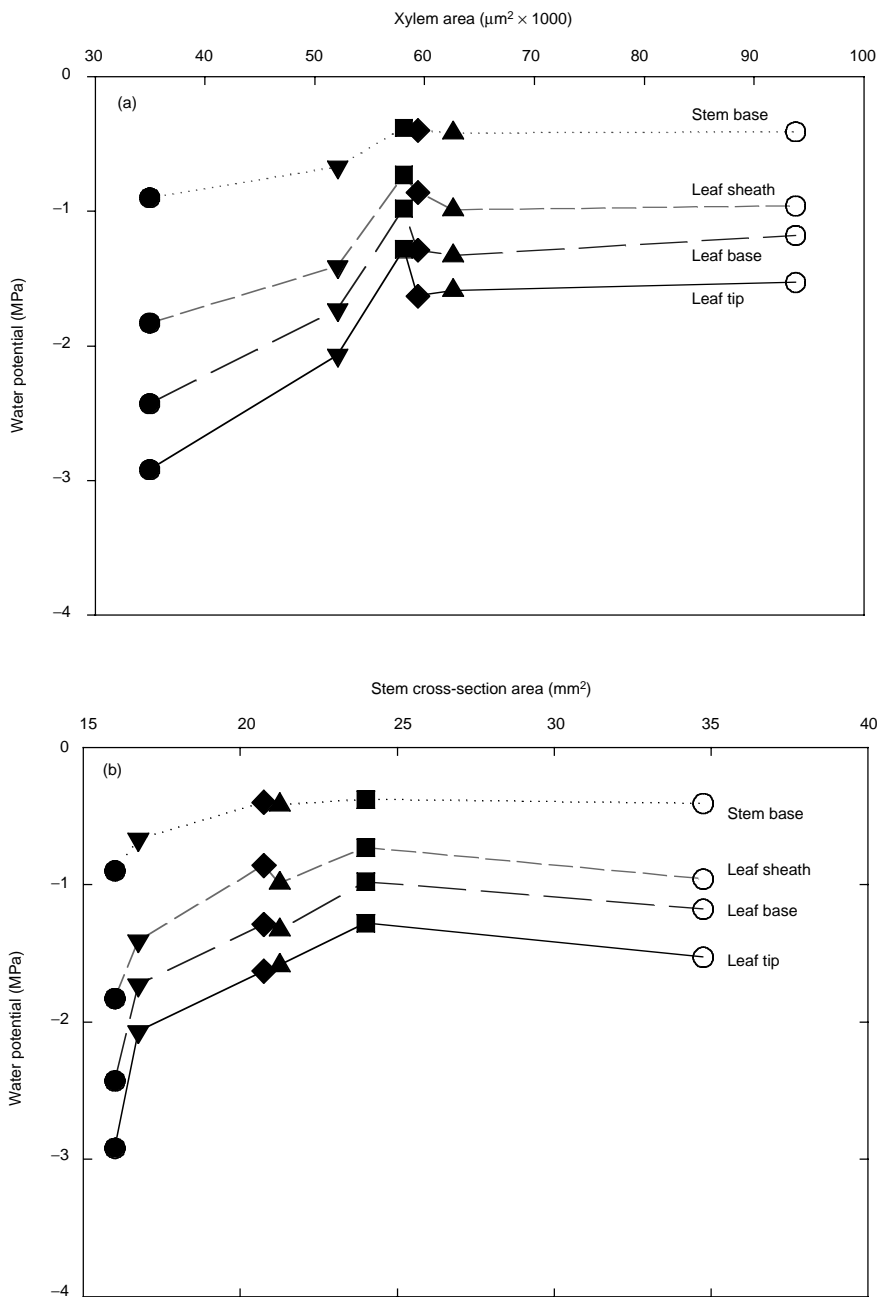 Xylem area (μm² × 1000)
30 40 50 60 70 80 90 100
0
(a)
Stem base
–1
Leaf sheath
Leaf base
Leaf tip
–2
–3
–4
Water potential (MPa)
Stem cross-section area (mm²)
15 20 25 35 40
0
(b)
Stem base
–1
Leaf sheath
Leaf base
Leaf tip
–2
–3
–4
Water potential (MPa)